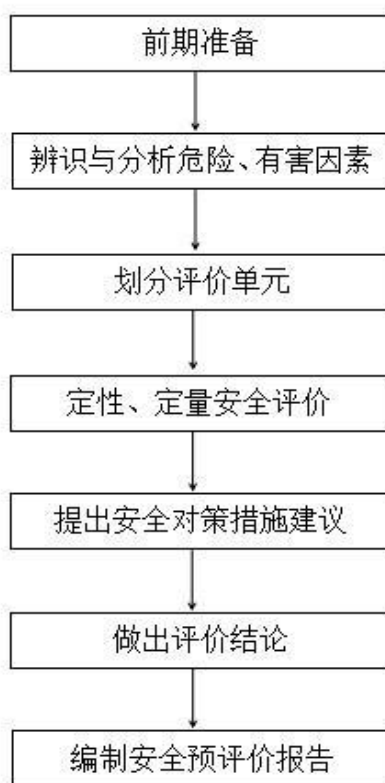 前期准备
辨识与分析危险、有害因素
划分评价单元
定性、定量安全评价
提出安全对策措施建议
做出评价结论
编制安全预评价报告